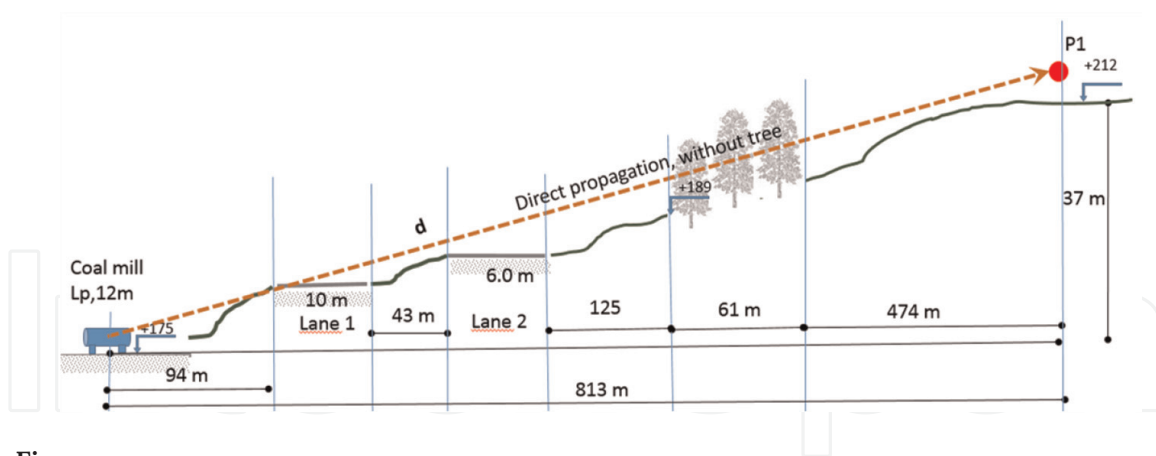 P1
+212
Direct propagation, without tree
+189
37 m
d
Coal mill
Lp,12m
+175
10 m
Lane 1
43 m
6.0 m
Lane 2
125
61 m
474 m
94 m
813 m